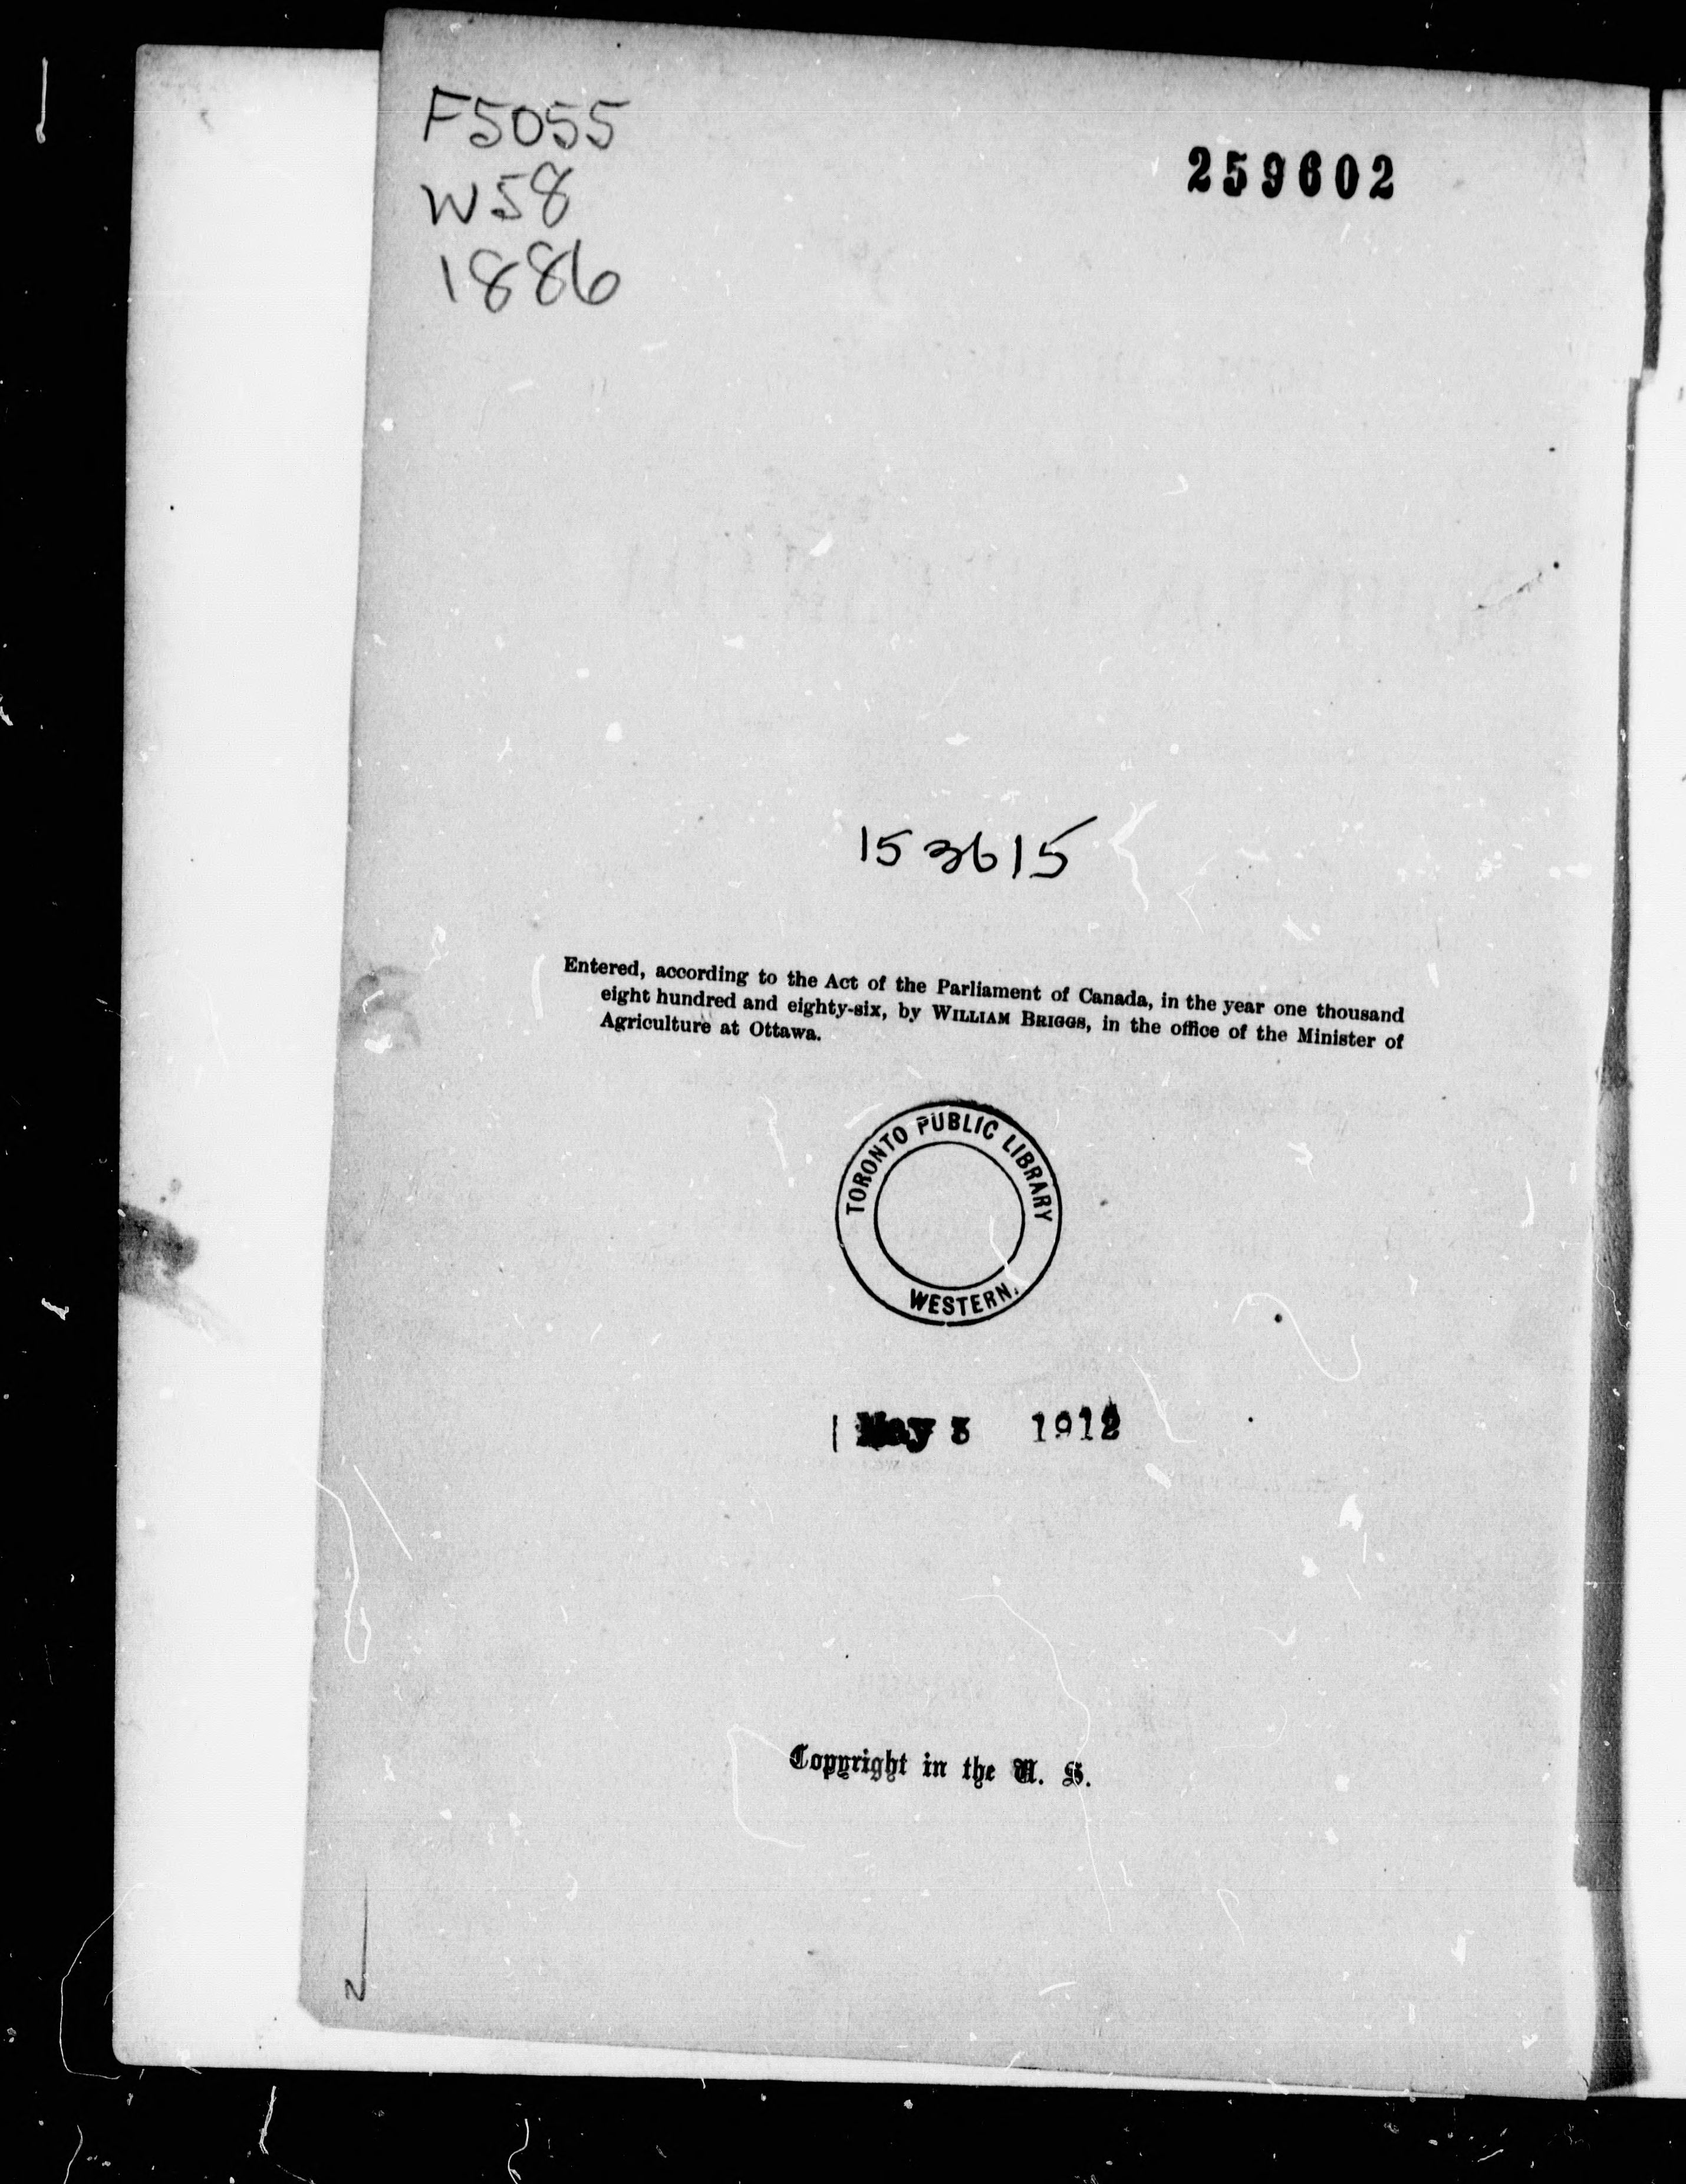 F5055
W58
1886
259602
153615
Entered, according to the Act of the Parliament of Canada, in the year one thousand
eight hundred and eighty-six, by WILLIAM BRIGGS, in the office of the Minister of
Agriculture at Ottawa.
TORONTO PUBLIC LIBRARY
WESTERN.
May 3 1912
Copyright in the U. S.